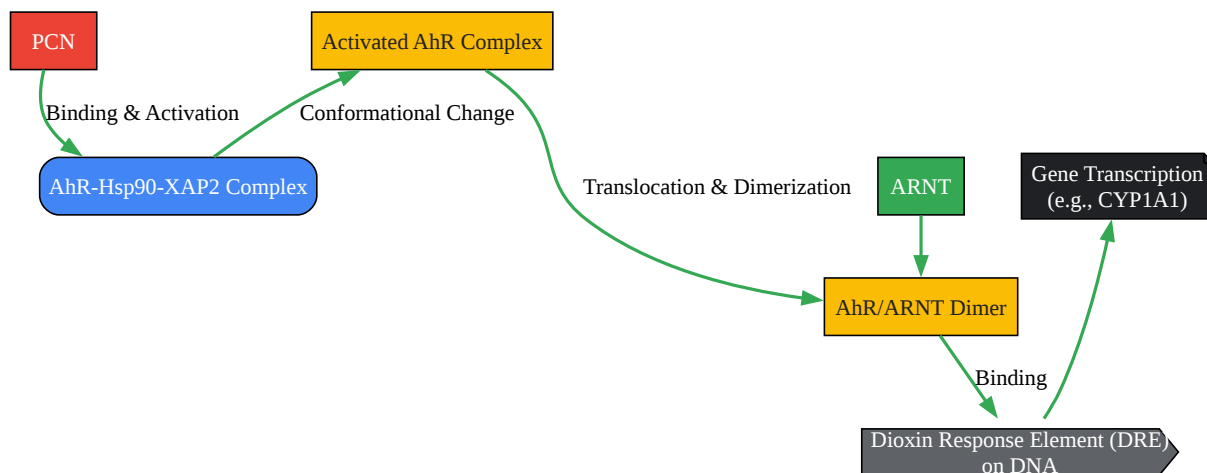 PCN
Activated AhR Complex
Binding & Activation
Conformational Change
AhR-Hsp90-XAP2 Complex
Translocation & Dimerization
ARNT
Gene Transcription
(e.g., CYP1A1)
AhR/ARNT Dimer
Binding
Dioxin Response Element (DRE)
on DNA